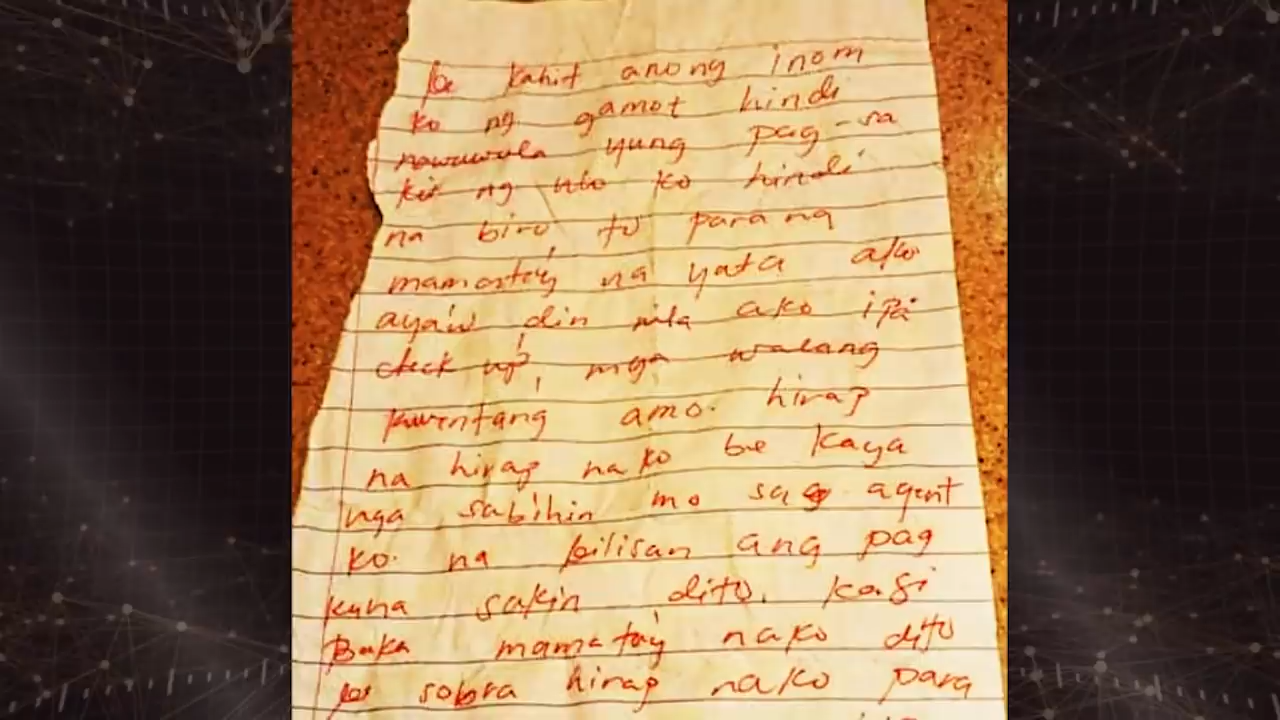 be kahit anong inom
ko ng gamot hindi
nawuwala yung pag-sa
kit ng ulo ko hindi
na biro to parang
mamatay na yata ako
ayaw din nila ako ipa
check up, mga walang
kwentang amo. hirap
na hirap nako be kaya
nga sabihin mo sa agent
ko. na bilisan ang pag
kuha sakin dito. kasi
Baka mamatay nako dito
sobra hirap nako para